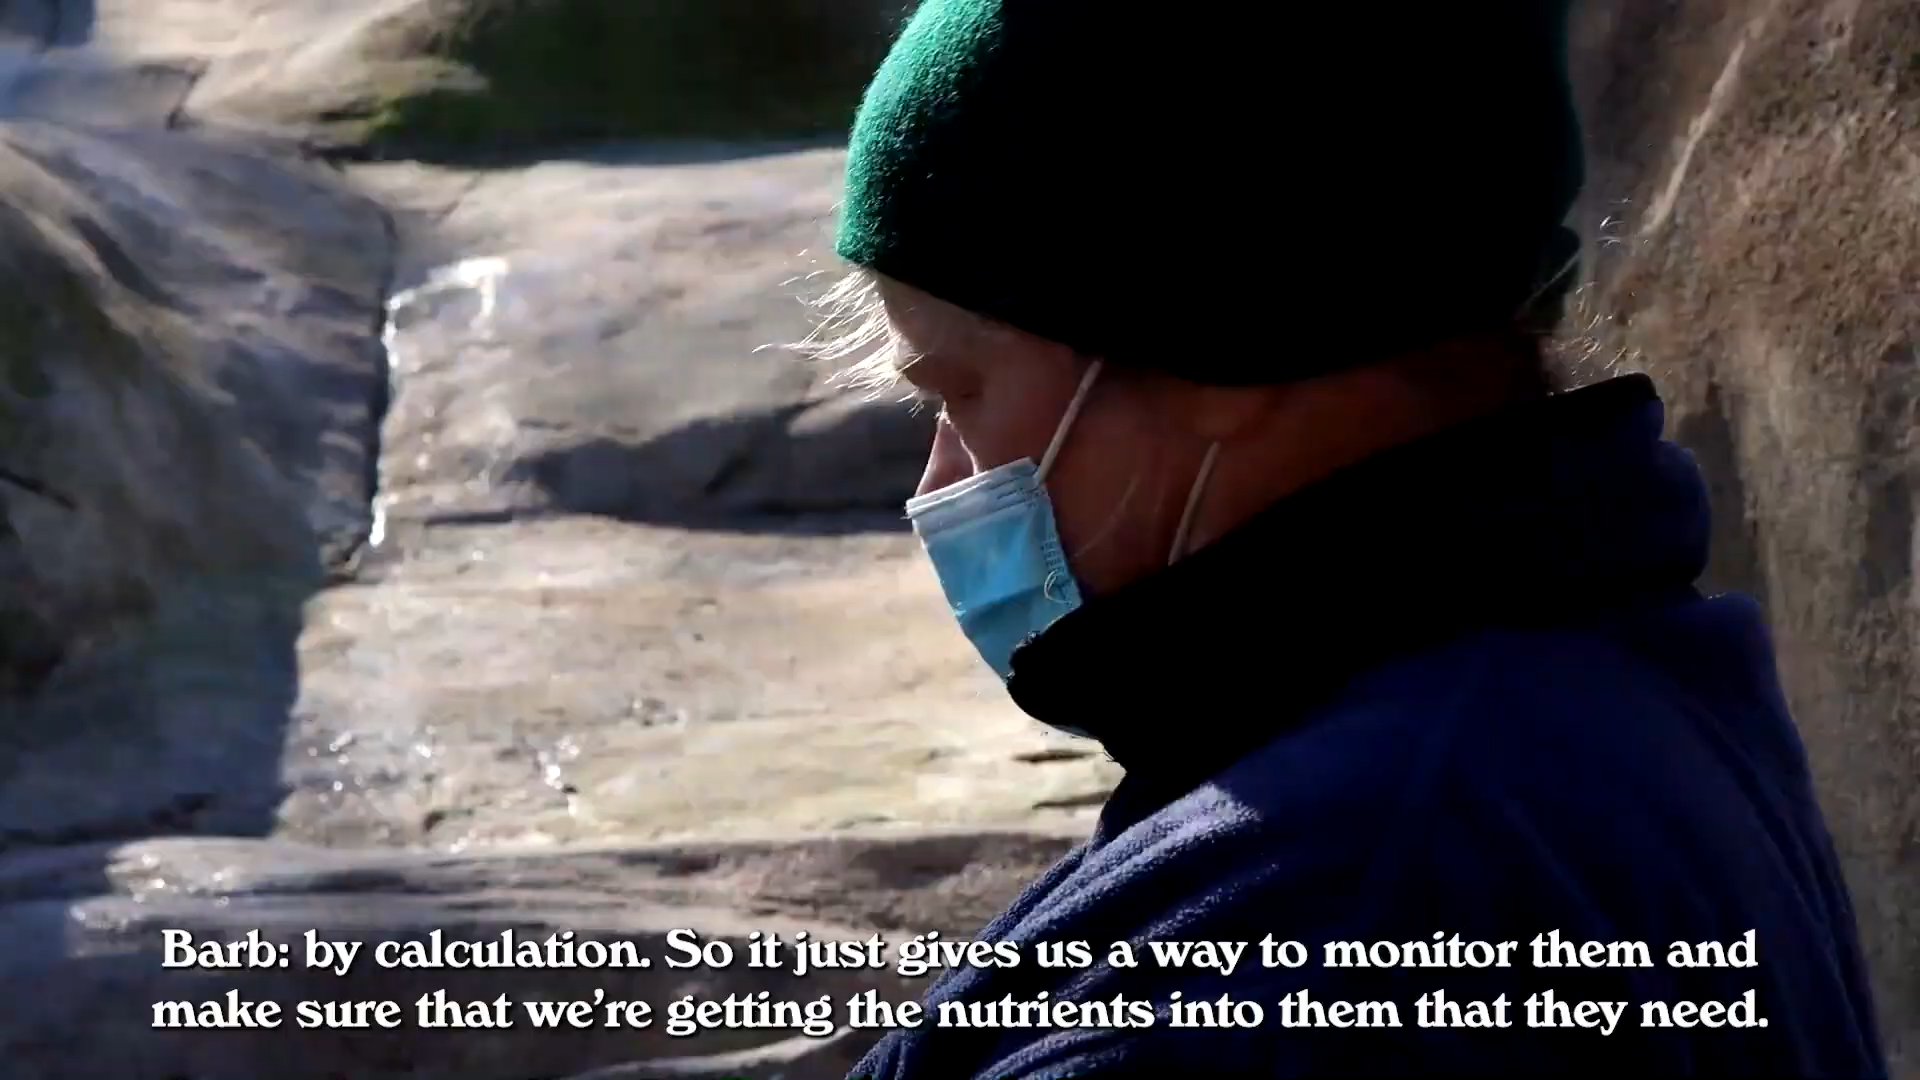 Barb: by calculation. So it just gives us a way to monitor them and
make sure that we're getting the nutrients into them that they need.